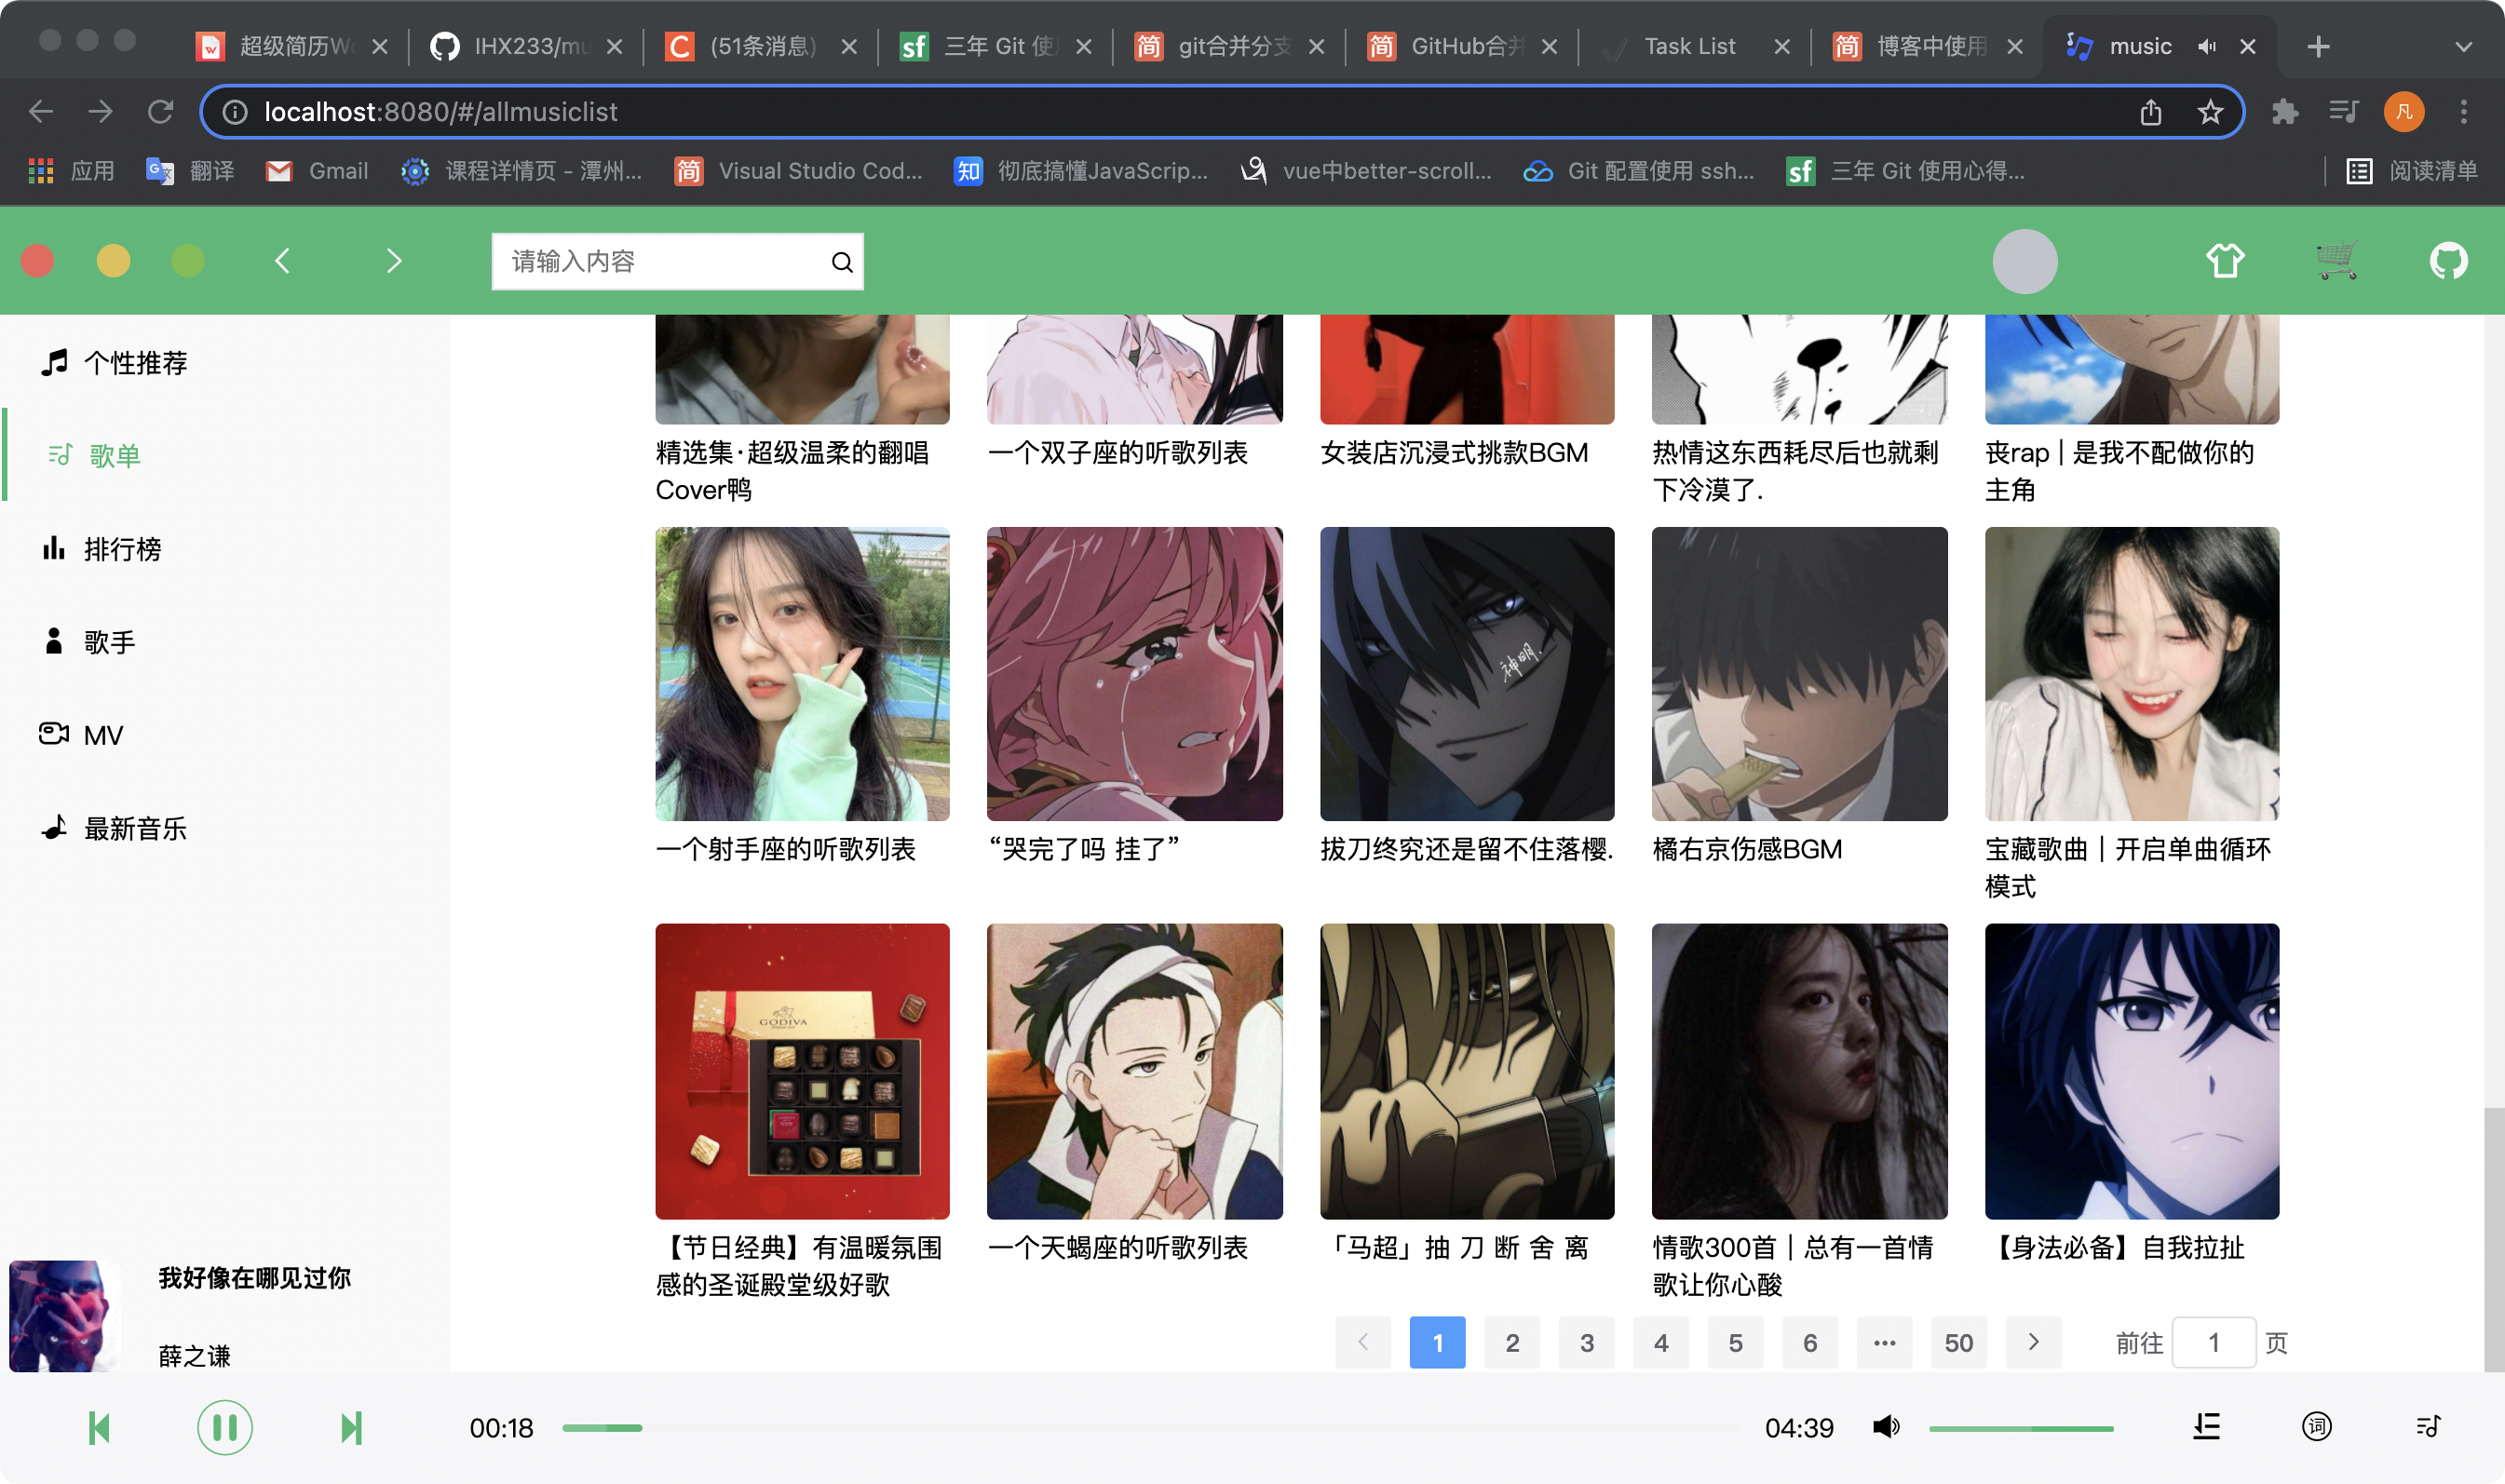 超级简历W
IHX233/mu
(51条消息)
三年 Git 使
git合并分支
GitHub合并
Task List
博客中使用
music
localhost:8080/#/allmusiclist
凡
应用
翻译
Gmail
课程详情页 - 潭州...
Visual Studio Cod...
彻底搞懂JavaScrip...
vue中better-scroll...
Git 配置使用 ssh...
三年 Git 使用心得...
阅读清单
请输入内容
个性推荐
歌单
排行榜
歌手
MV
最新音乐
精选集·超级温柔的翻唱
Cover鸭
一个双子座的听歌列表
女装店沉浸式挑款BGM
热情这东西耗尽后也就剩
下冷漠了.
丧rap | 是我不配做你的
主角
神明.
一个射手座的听歌列表
“哭完了吗 挂了”
拔刀终究还是留不住落樱.
橘右京伤感BGM
宝藏歌曲｜开启单曲循环
模式
GODIVA
【节日经典】有温暖氛围
感的圣诞殿堂级好歌
一个天蝎座的听歌列表
「马超」抽 刀 断 舍 离
情歌300首｜总有一首情
歌让你心酸
【身法必备】自我拉扯
1 2 3 4 5 6 ··· 50 前往 1 页
我好像在哪见过你
薛之谦
00:18
04:39
词